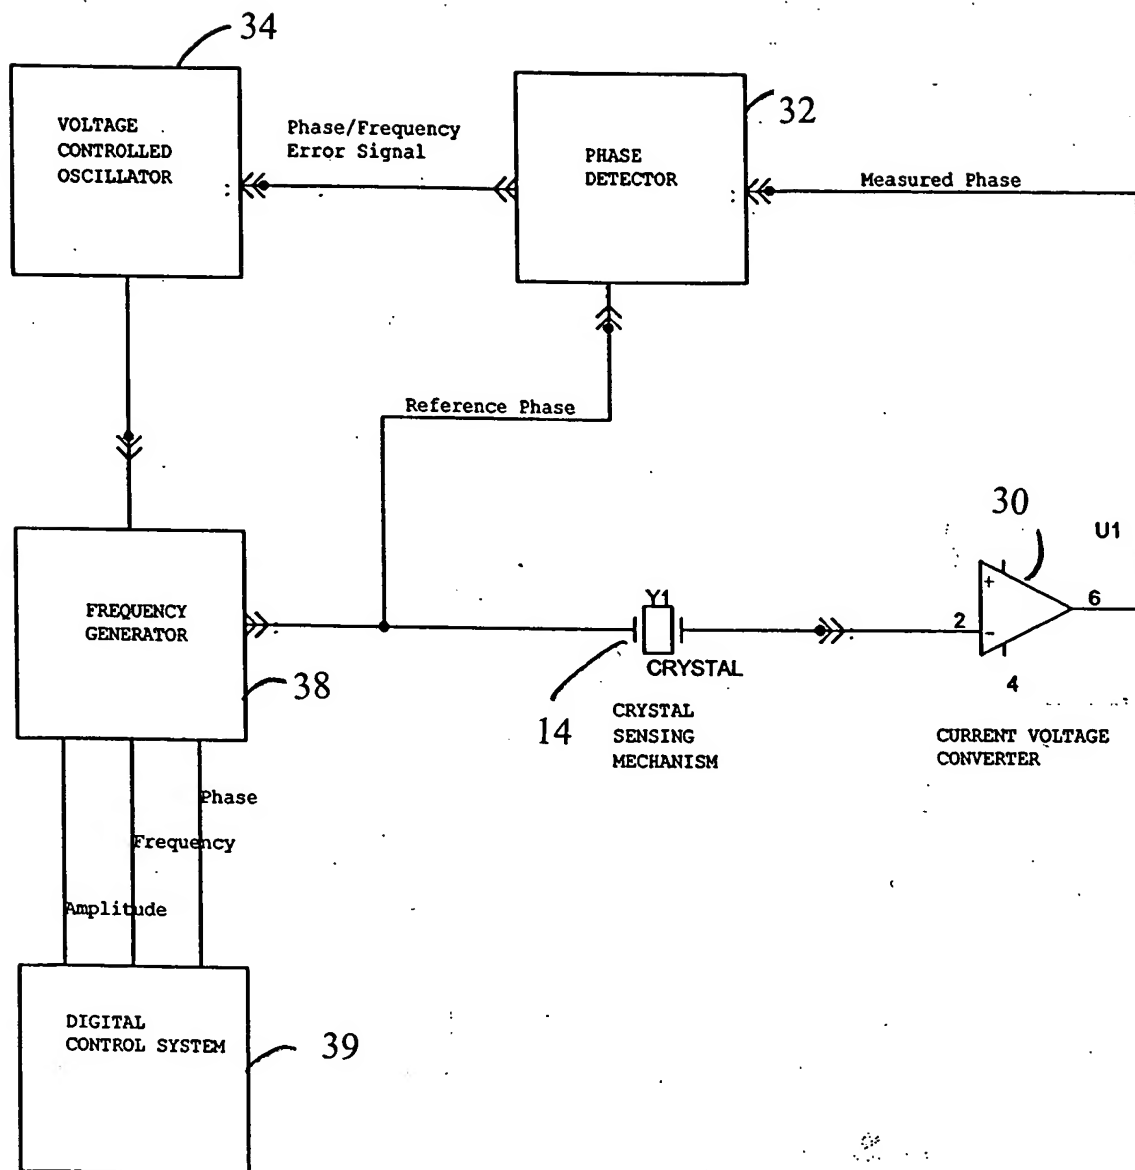 34
VOLTAGE
CONTROLLED
OSCILLATOR
Phase/Frequency
Error Signal
PHASE
DETECTOR
32
Measured Phase
Reference Phase
FREQUENCY
GENERATOR
38
Y1
CRYSTAL
14
CRYSTAL
SENSING
MECHANISM
30
U1
+
2
-
6
4
CURRENT VOLTAGE
CONVERTER
Phase
Frequency
Amplitude
DIGITAL
CONTROL SYSTEM
39